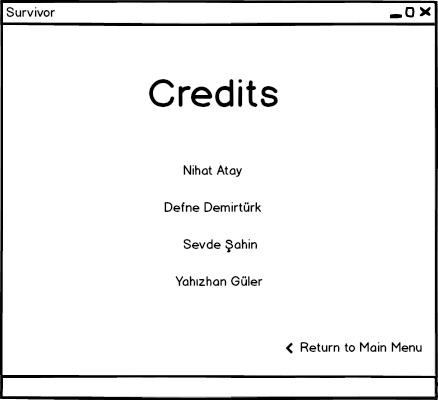 Survivor
Credits
Nihat Atay
Defne Demirtürk
Sevde Şahin
Yahızhan Güler
Return to Main Menu